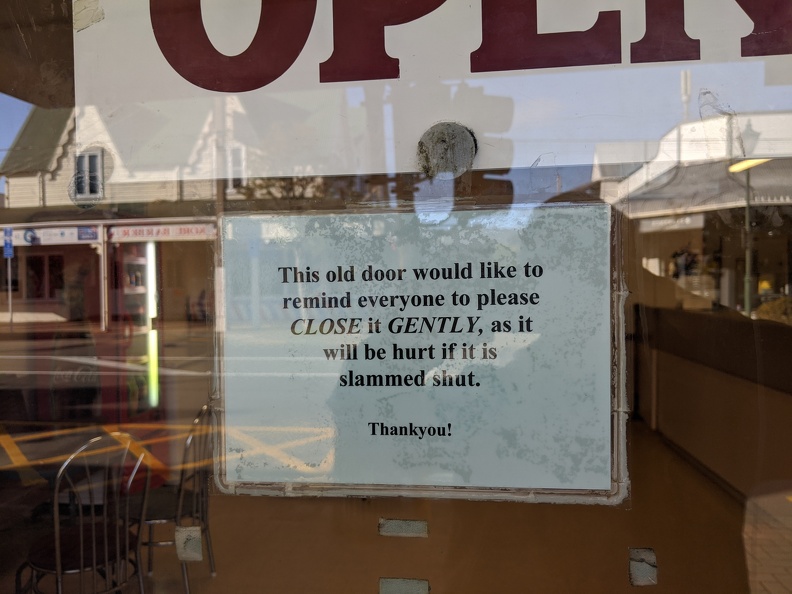 OPEN
This old door would like to
remind everyone to please
CLOSE it GENTLY, as it
will be hurt if it is
slammed shut.
Thankyou!